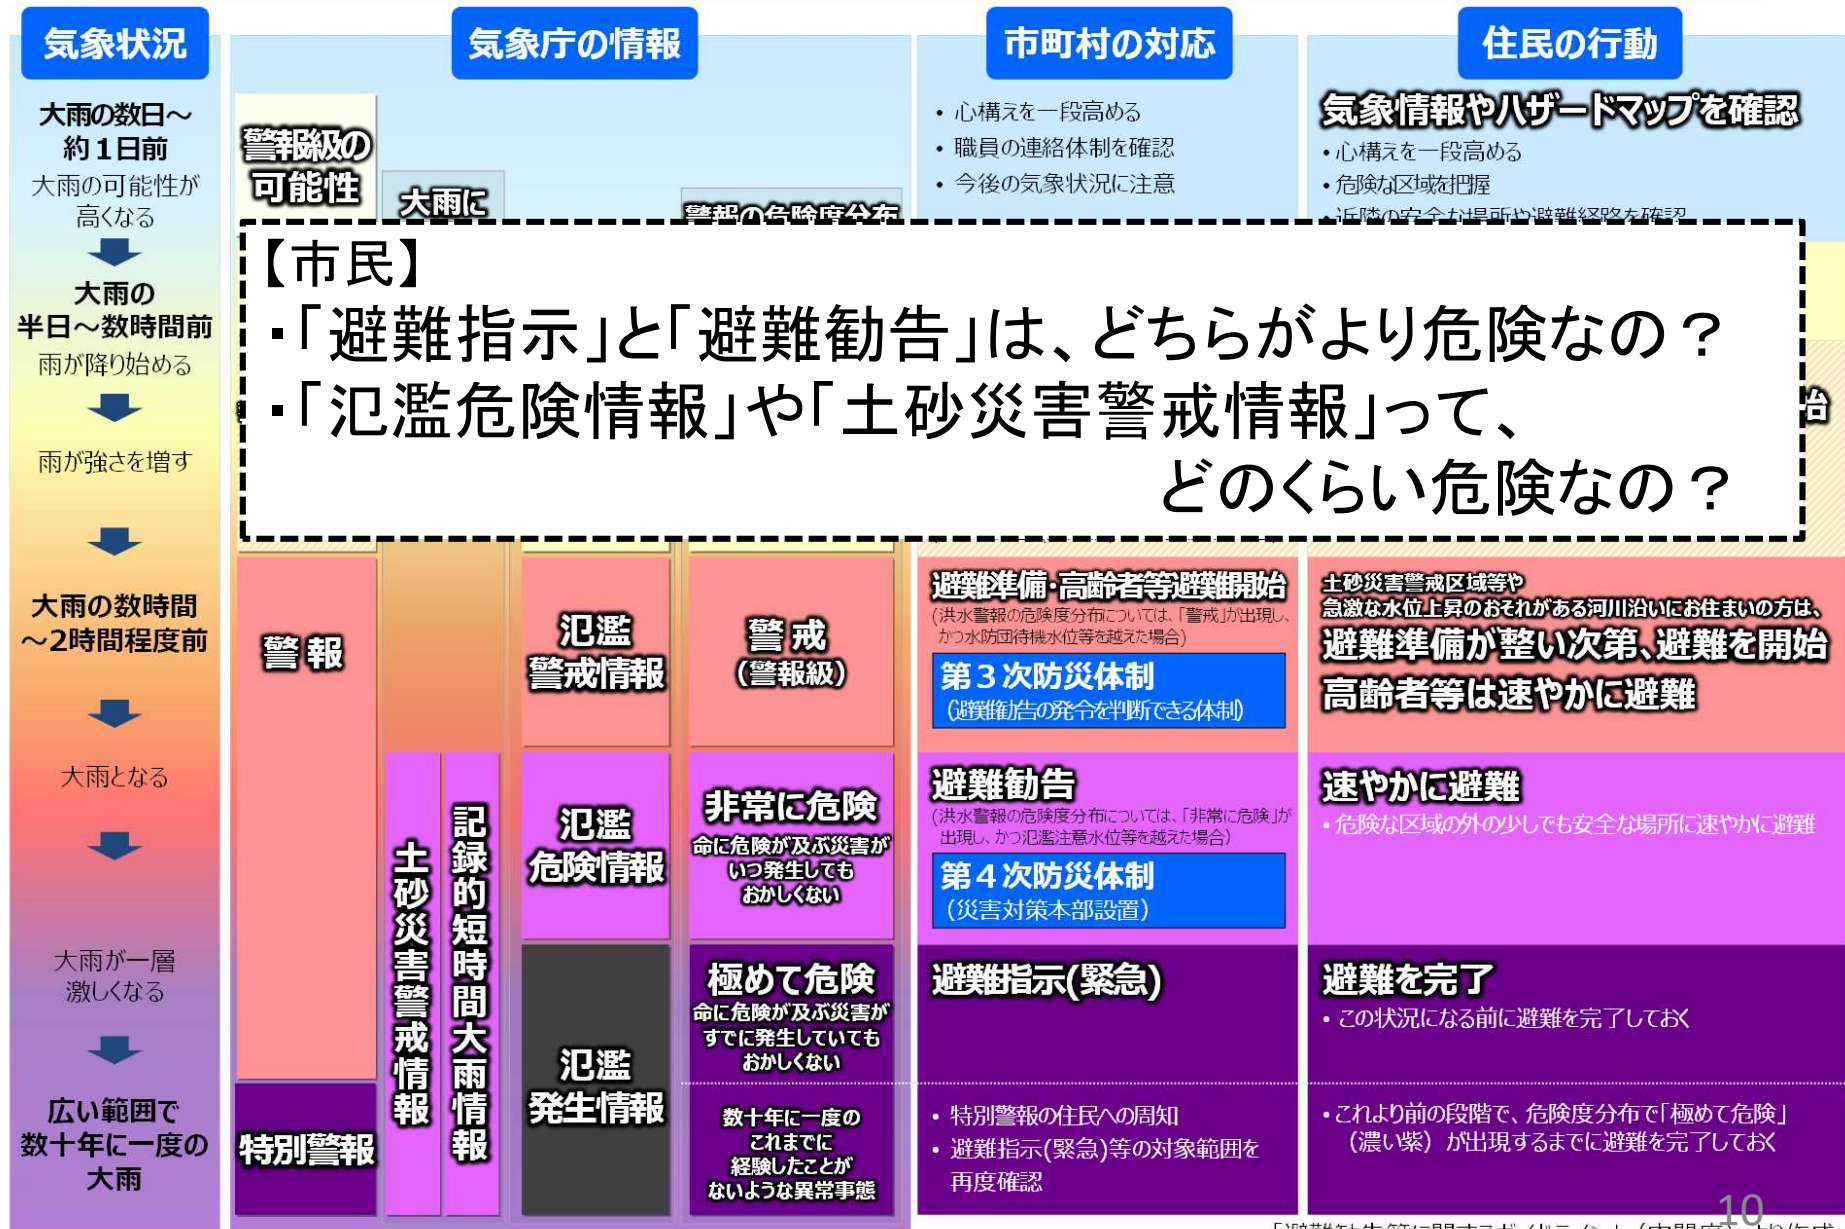 気象状況
気象庁の情報
市町村の対応
住民の行動
大雨の数日～
約１日前
大雨の可能性が
高くなる
大雨の
半日～数時間前
雨が降り始める
雨が強さを増す
大雨の数時間
～2時間程度前
大雨となる
大雨が一層
激しくなる
広い範囲で
数十年に一度の
大雨
警報級の
可能性
大雨に
警報の危険度分布
・心構えを一段高める
・職員の連絡体制を確認
・今後の気象状況に注意
気象情報やハザードマップを確認
・心構えを一段高める
・危険な区域を把握
・近隣の安全な場所や避難経路を確認
【市民】
・「避難指示」と「避難勧告」は、どちらがより危険なの？
・「氾濫危険情報」や「土砂災害警戒情報」って、
どのくらい危険なの？
治
警報
特別警報
土砂災害警戒情報
記録的短時間大雨情報
氾濫
警戒情報
氾濫
危険情報
氾濫
発生情報
警戒
（警報級）
非常に危険
命に危険が及ぶ災害が
いつ発生しても
おかしくない
極めて危険
命に危険が及ぶ災害が
すでに発生していても
おかしくない
数十年に一度の
これまでに
経験したことが
ないような異常事態
避難準備・高齢者等避難開始
(洪水警報の危険度分布については、「警戒」が出現し、
かつ水防団待機水位等を越えた場合)
第３次防災体制
（避難勧告の発令を判断できる体制）
避難勧告
(洪水警報の危険度分布については、「非常に危険」が
出現し、かつ氾濫注意水位等を越えた場合)
第４次防災体制
（災害対策本部設置）
避難指示(緊急)
・特別警報の住民への周知
・避難指示(緊急)等の対象範囲を
再度確認
土砂災害警戒区域等や
急激な水位上昇のおそれがある河川沿いにお住まいの方は、
避難準備が整い次第、避難を開始
高齢者等は速やかに避難
速やかに避難
・危険な区域の外の少しでも安全な場所に速やかに避難
避難を完了
・この状況になる前に避難を完了しておく
・これより前の段階で、危険度分布で「極めて危険」
（濃い紫）が出現するまでに避難を完了しておく
10